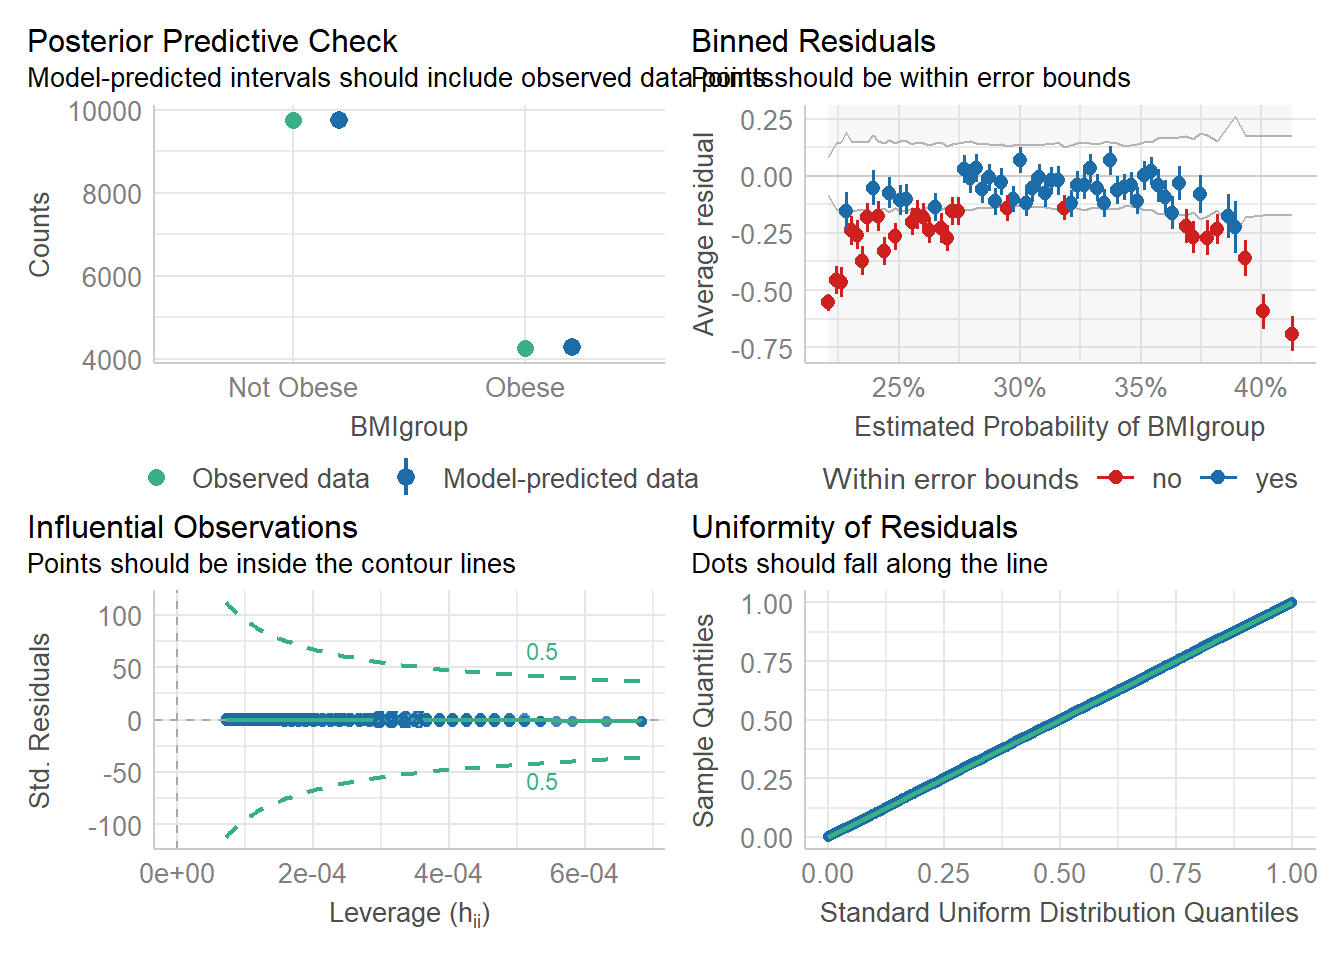 Posterior Predictive Check
Model-predicted intervals should include observed data points
10000
8000
6000
4000
Counts
Not Obese
Obese
BMIgroup
Observed data
Model-predicted data
Binned Residuals
Points should be within error bounds
0.25
0.00
-0.25
-0.50
-0.75
Average residual
25%
30%
35%
40%
Estimated Probability of BMIgroup
Within error bounds
no
yes
Influential Observations
Points should be inside the contour lines
100
50
0
-50
-100
Std. Residuals
0.5
0.5
0e+00
2e-04
4e-04
6e-04
Leverage (hii)
Uniformity of Residuals
Dots should fall along the line
1.00
0.75
0.50
0.25
0.00
Sample Quantiles
0.00
0.25
0.50
0.75
1.00
Standard Uniform Distribution Quantiles